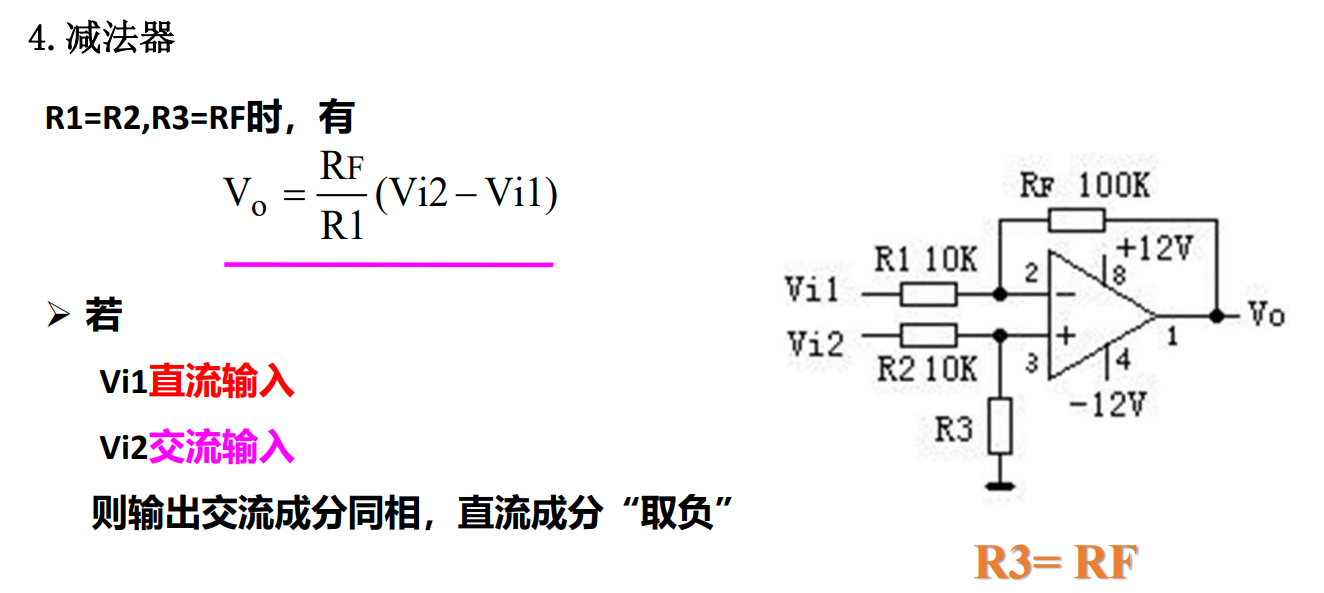 4. 减法器
R1=R2,R3=RF时，有
Vo = RF/R1 (Vi2 – Vi1)
➢ 若
Vi1直流输入
Vi2交流输入
则输出交流成分同相，直流成分“取负”
RF 100K
R1 10K
2
+12V
8
Vi1
−
Vo
Vi2
+
1
R2 10K
3
4
-12V
R3
R3= RF